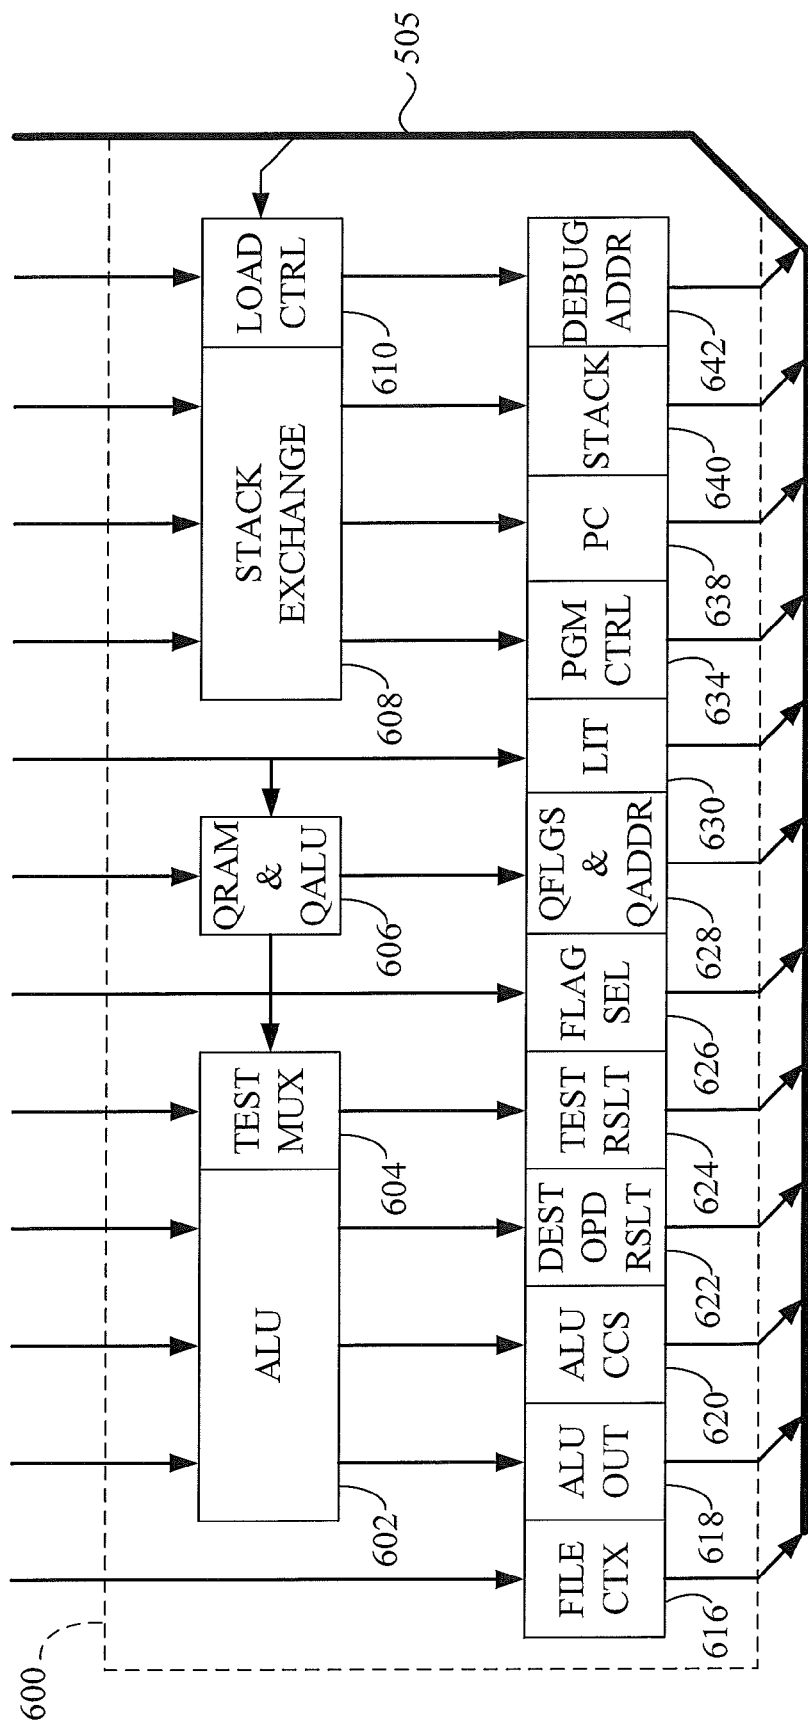 600
505
ALU
602
TEST
MUX
604
QRAM
&
QALU
606
STACK
EXCHANGE
608
LOAD
CTRL
610
FILE
CTX
616
ALU
OUT
618
ALU
CCS
620
DEST
OPD
RSLT
622
TEST
RSLT
624
FLAG
SEL
626
QFLGS
&
QADDR
628
LIT
630
PGM
CTRL
634
PC
638
STACK
640
DEBUG
ADDR
642